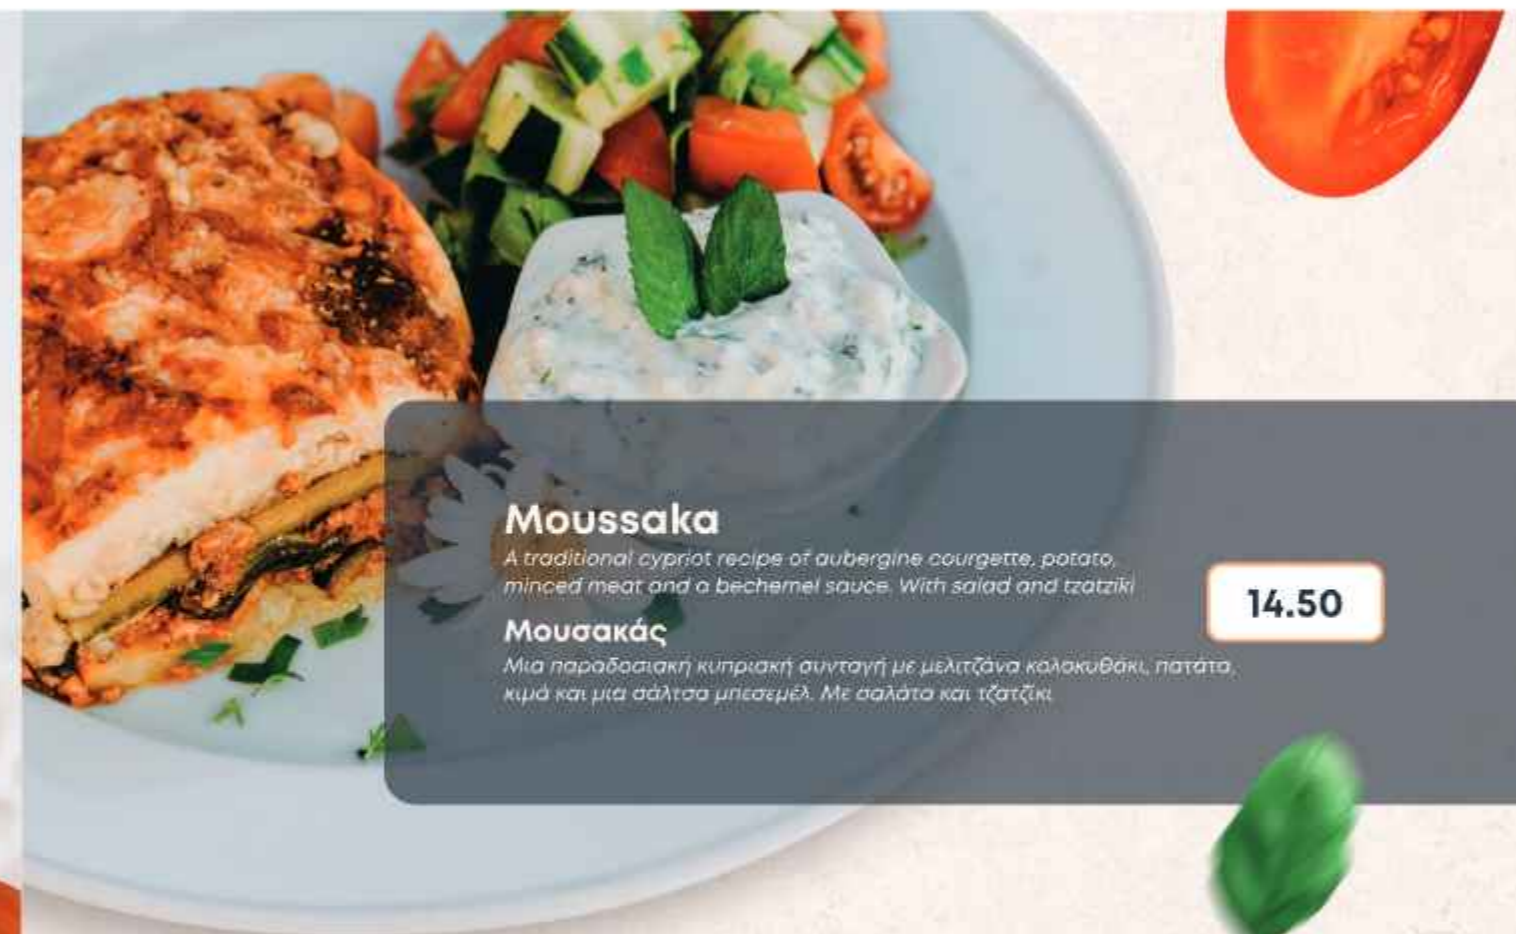 Moussaka
A traditional cypriot recipe of aubergine courgette, potato,
minced meat and a bechemel sauce. With salad and tzatziki
14.50
Μουσακάς
Μια παραδοσιακή κυπριακή συνταγή με μελιτζάνα κολοκυθάκι, πατάτα,
κιμά και μια σάλτσα μπεσεμέλ. Με σαλάτα και τζατζίκι